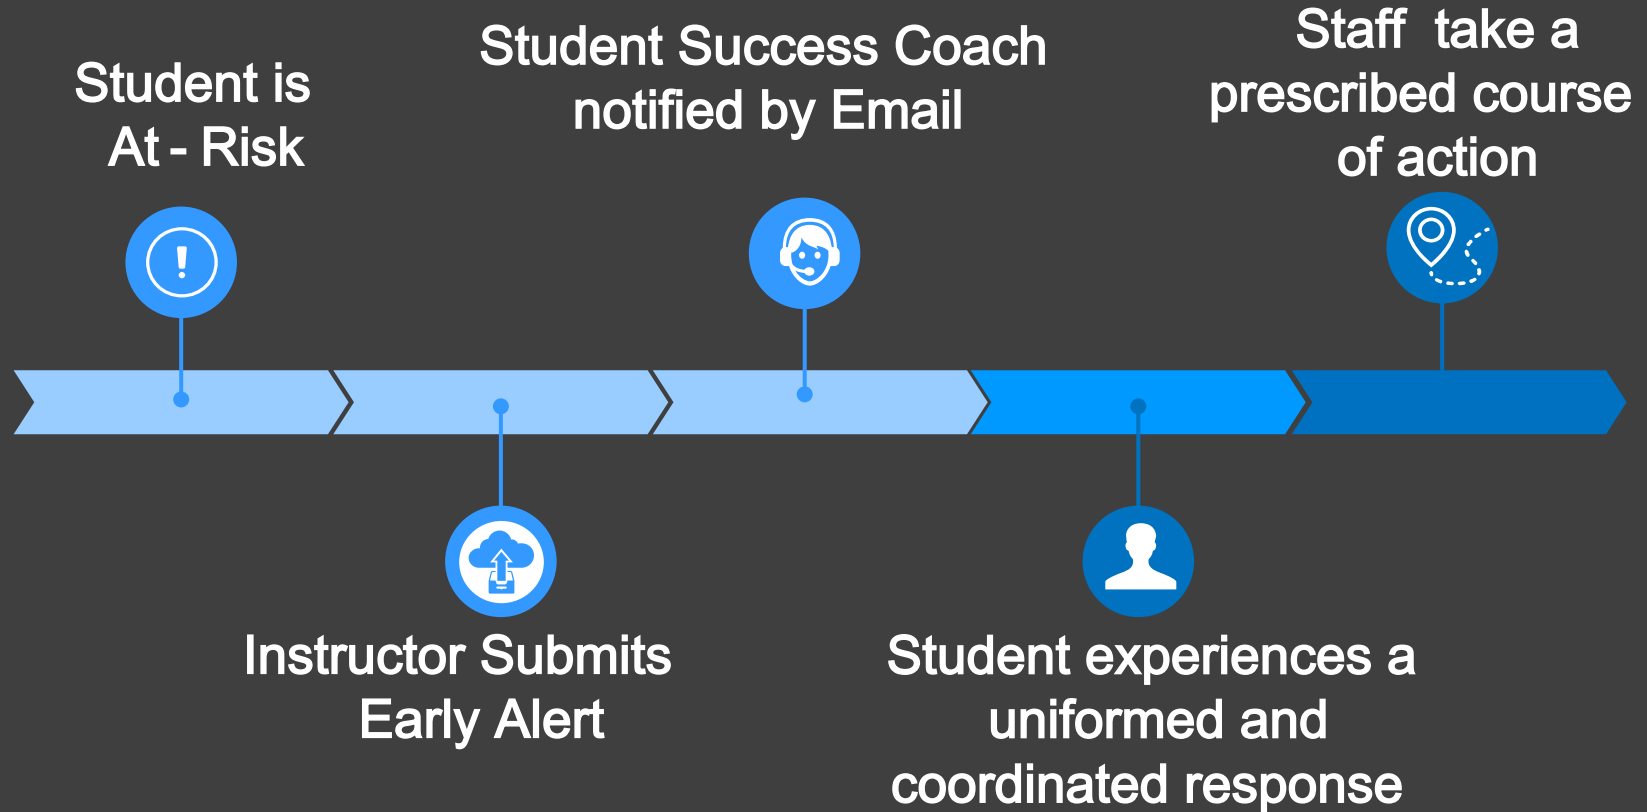 Student is
At - Risk
Instructor Submits
Early Alert
Student Success Coach
notified by Email
Student experiences a
uniformed and
coordinated response
Staff  take a
prescribed course
of action